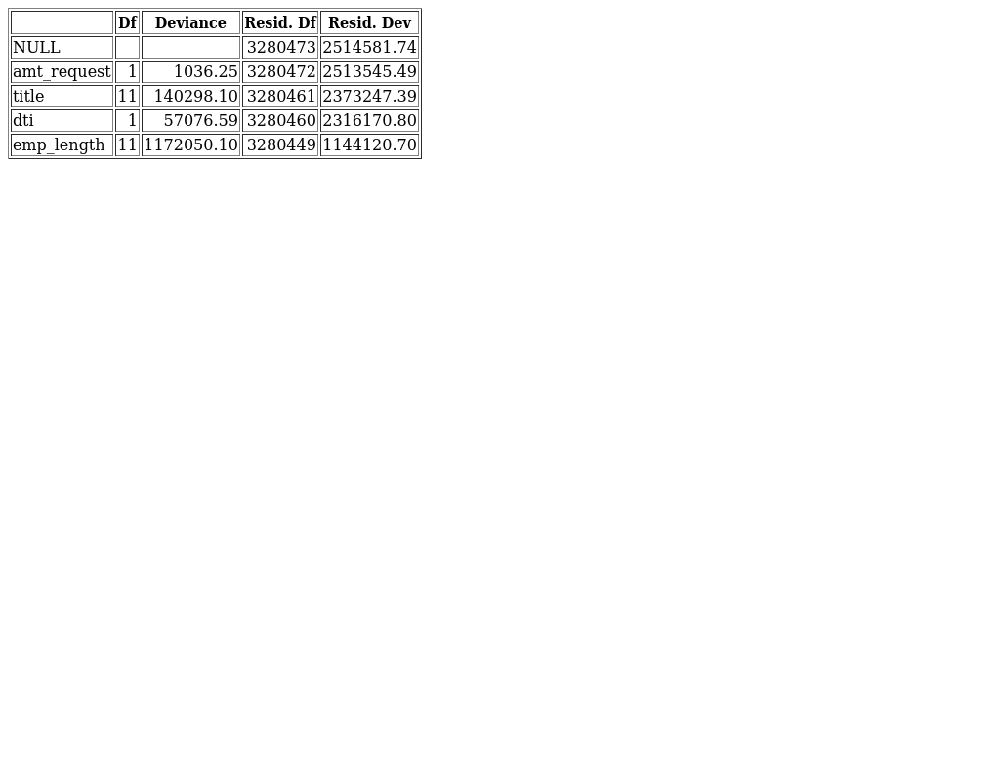 Df Deviance Resid. Df Resid. Dev
NULL 3280473 2514581.74
amt_request 1 1036.25 3280472 2513545.49
title 11 140298.10 3280461 2373247.39
dti 1 57076.59 3280460 2316170.80
emp_length 11 1172050.10 3280449 1144120.70